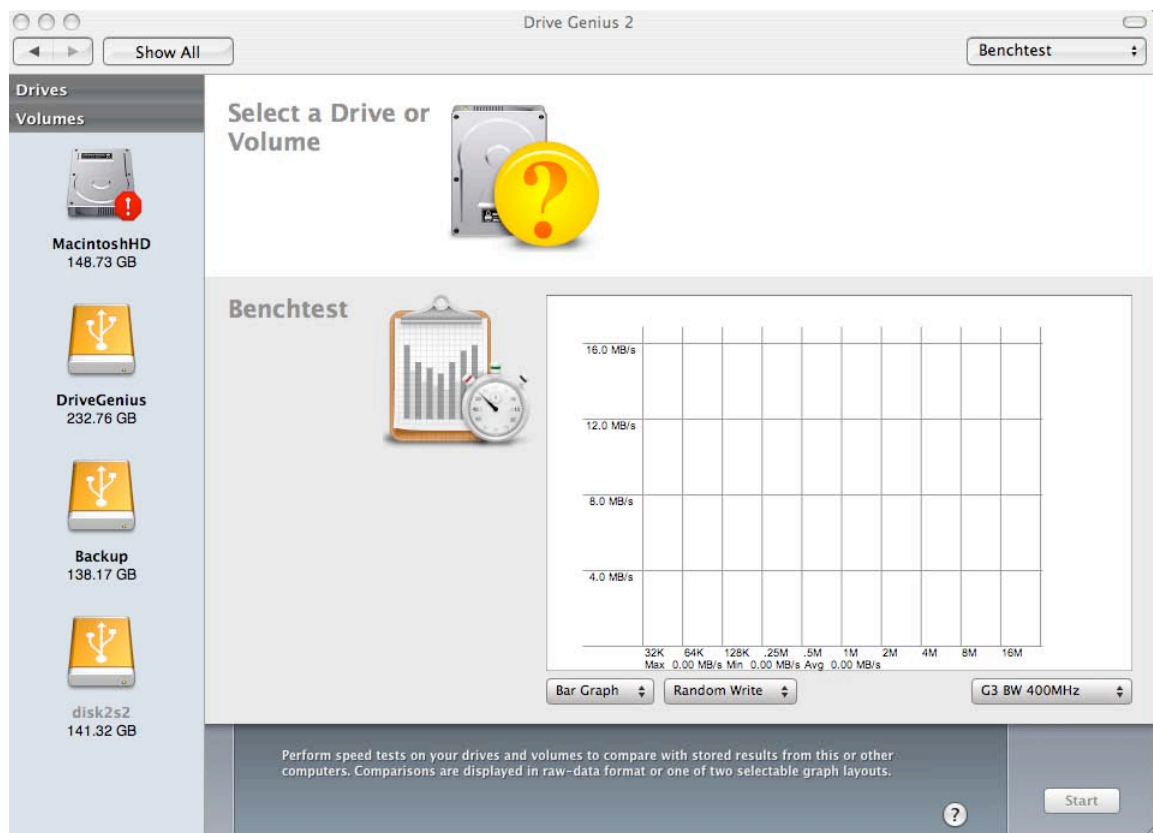 Drive Genius 2
Show All
Benchtest
Drives
Volumes
MacintoshHD
148.73 GB
DriveGenius
232.76 GB
Backup
138.17 GB
disk2s2
141.32 GB
Select a Drive or
Volume
?
Benchtest
16.0 MB/s
12.0 MB/s
8.0 MB/s
4.0 MB/s
32K 64K 128K .25M .5M 1M 2M 4M 8M 16M
Max 0.00 MB/s Min 0.00 MB/s Avg 0.00 MB/s
Bar Graph Random Write G3 BW 400MHz
Perform speed tests on your drives and volumes to compare with stored results from this or other
computers. Comparisons are displayed in raw-data format or one of two selectable graph layouts.
? Start